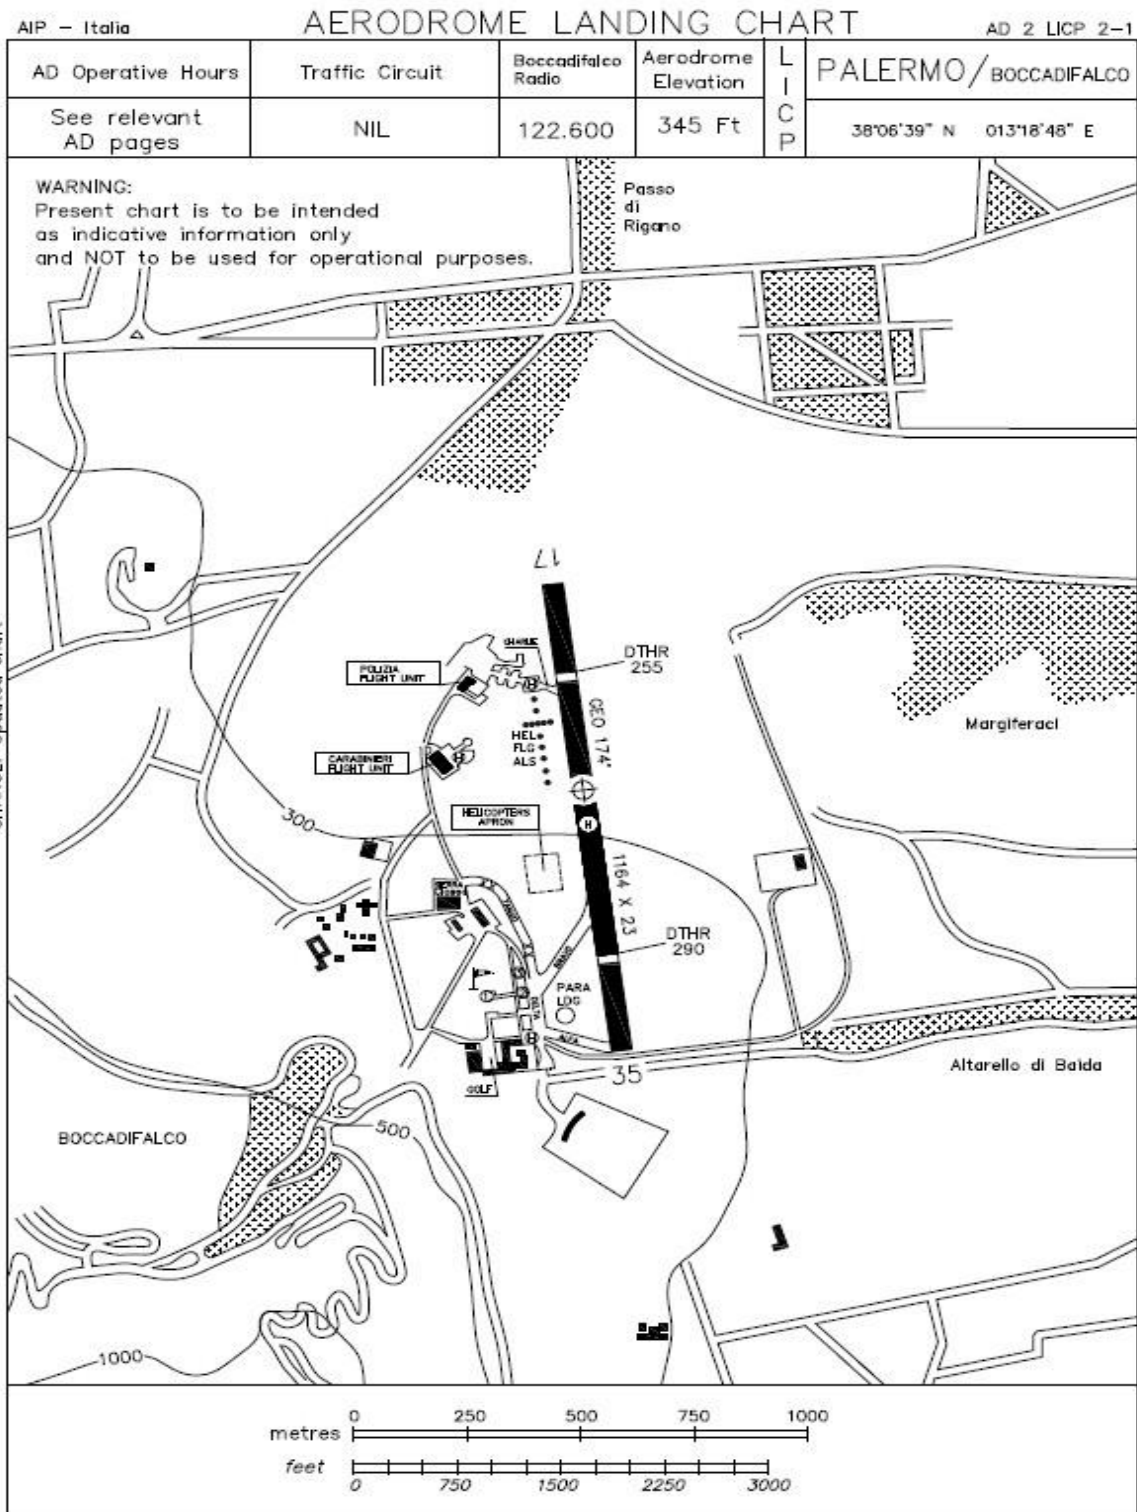 AIP – Italia
AERODROME LANDING CHART
AD 2 LICP 2–1
AD Operative Hours
See relevant
AD pages
Traffic Circuit
NIL
Boccadifalco
Radio
122.600
Aerodrome
Elevation
345 Ft
LICP
PALERMO/BOCCADIFALCO
38°06'39" N 013°18'48" E
WARNING:
Present chart is to be intended
as indicative information only
and NOT to be used for operational purposes.
Passo
di
Rigano
17
CHARLIE
DTHR
255
POLIZIA
FLIGHT UNIT
H
GEO 174°
Margiferaci
HEL
FLG
ALS
CARABINIERI
FLIGHT UNIT
H
300
HELICOPTERS
APRON
H
1164 X 23
DTHR
290
BRAVO
PARA
LDG
DELTA
H
ALFA
35
GOLF
Altarello di Baida
BOCCADIFALCO
500
1000
metres
0 250 500 750 1000
feet
0 750 1500 2250 3000